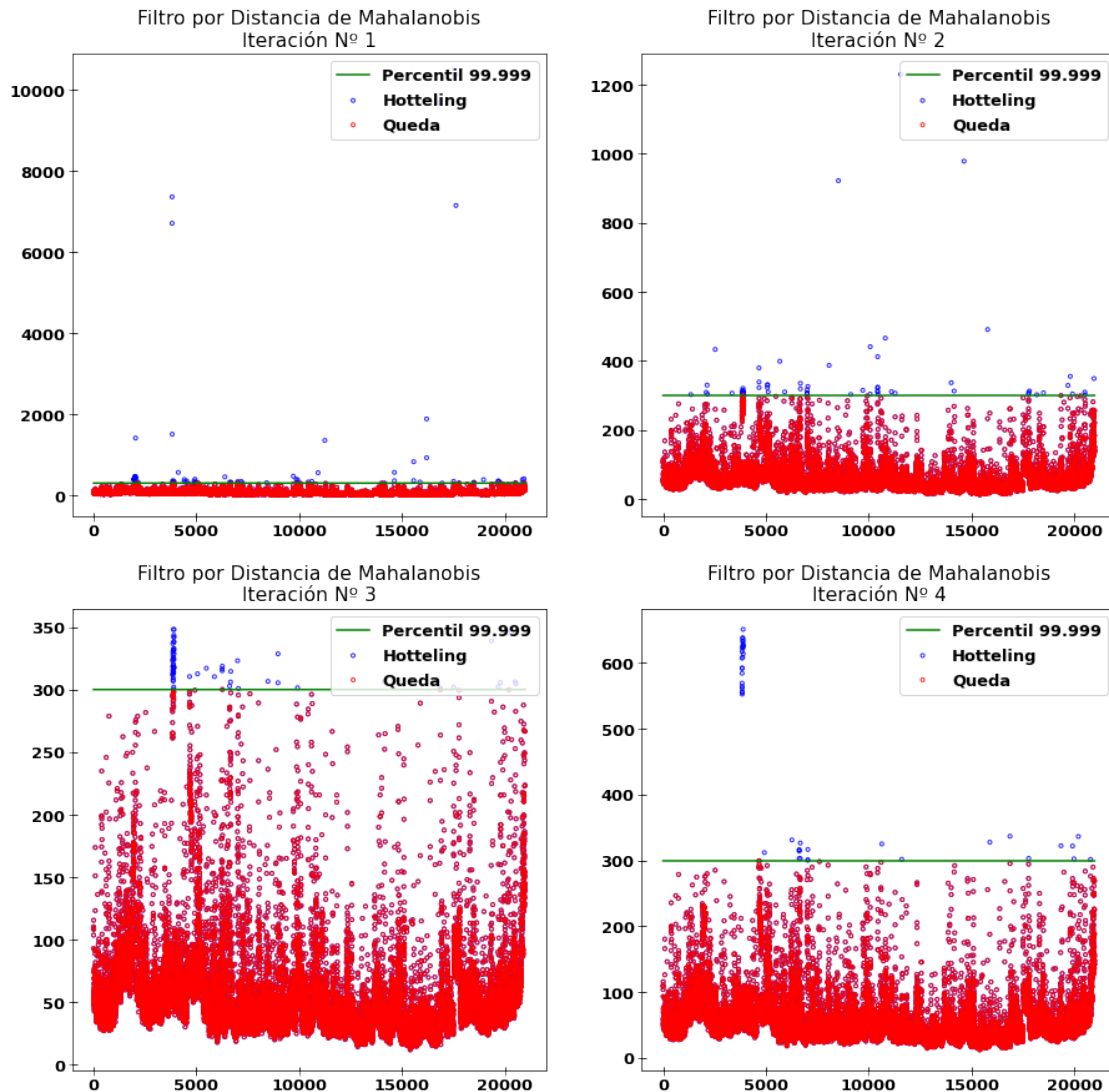 Filtro por Distancia de Mahalanobis
Iteración Nº 1
10000
8000
6000
4000
2000
0
0 5000 10000 15000 20000
Percentil 99.999
Hotteling
Queda
Filtro por Distancia de Mahalanobis
Iteración Nº 2
1200
1000
800
600
400
200
0
0 5000 10000 15000 20000
Percentil 99.999
Hotteling
Queda
Filtro por Distancia de Mahalanobis
Iteración Nº 3
350
300
250
200
150
100
50
0
0 5000 10000 15000 20000
Percentil 99.999
Hotteling
Queda
Filtro por Distancia de Mahalanobis
Iteración Nº 4
600
500
400
300
200
100
0
0 5000 10000 15000 20000
Percentil 99.999
Hotteling
Queda